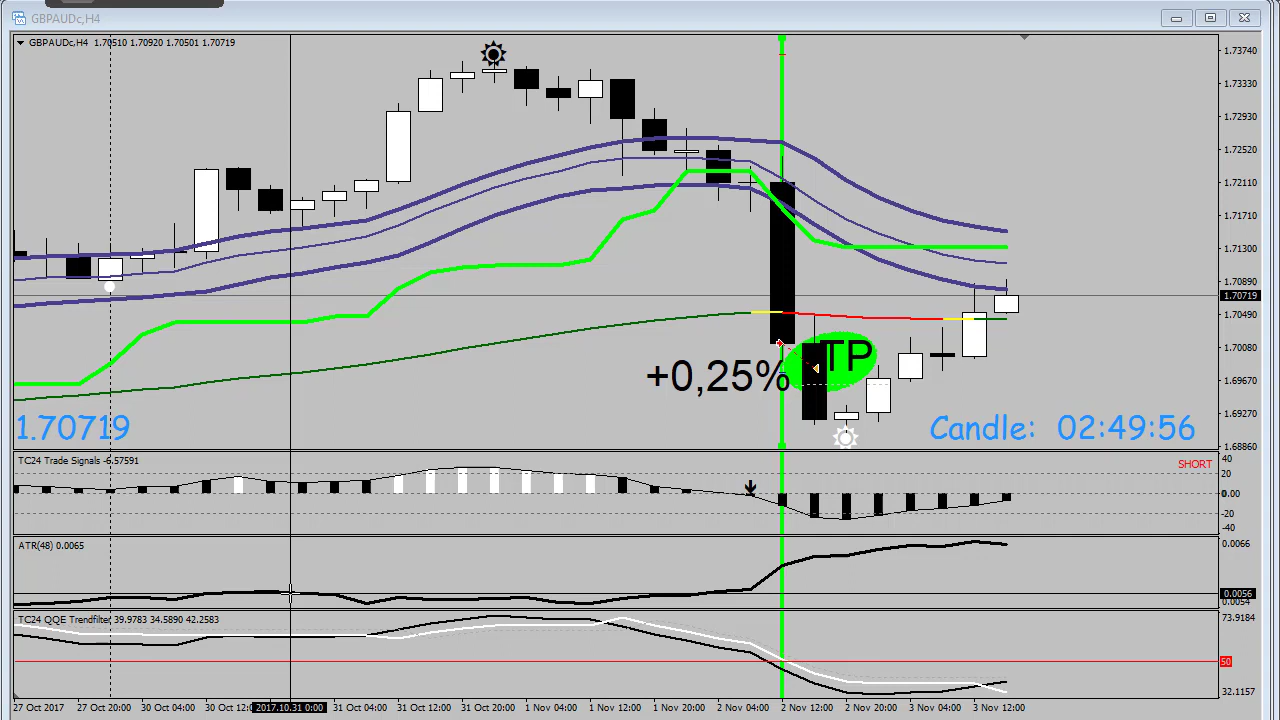 GBPAUDc,H4
GBPAUDc,H4 1.70510 1.70920 1.70501 1.70719
1.73740
1.73330
1.72930
1.72520
1.72110
1.71710
1.71300
1.70890
1.70719
1.70490
1.70080
1.69670
1.69270
1.68860
+0,25%
TP
1.70719
Candle: 02:49:56
TC24 Trade Signals -6.57591
SHORT
40
20
0.00
-20
-40
ATR(48) 0.0065
0.0066
0.0056
0.0054
TC24 QQE Trendfilter 39.9783 34.5890 42.2583
73.9184
50
32.1157
27 Oct 2017
27 Oct 20:00
30 Oct 04:00
30 Oct 12:0
2017.10.31 0:00
31 Oct 04:00
31 Oct 12:00
31 Oct 20:00
1 Nov 04:00
1 Nov 12:00
1 Nov 20:00
2 Nov 04:00
2 Nov 12:00
2 Nov 20:00
3 Nov 04:00
3 Nov 12:00